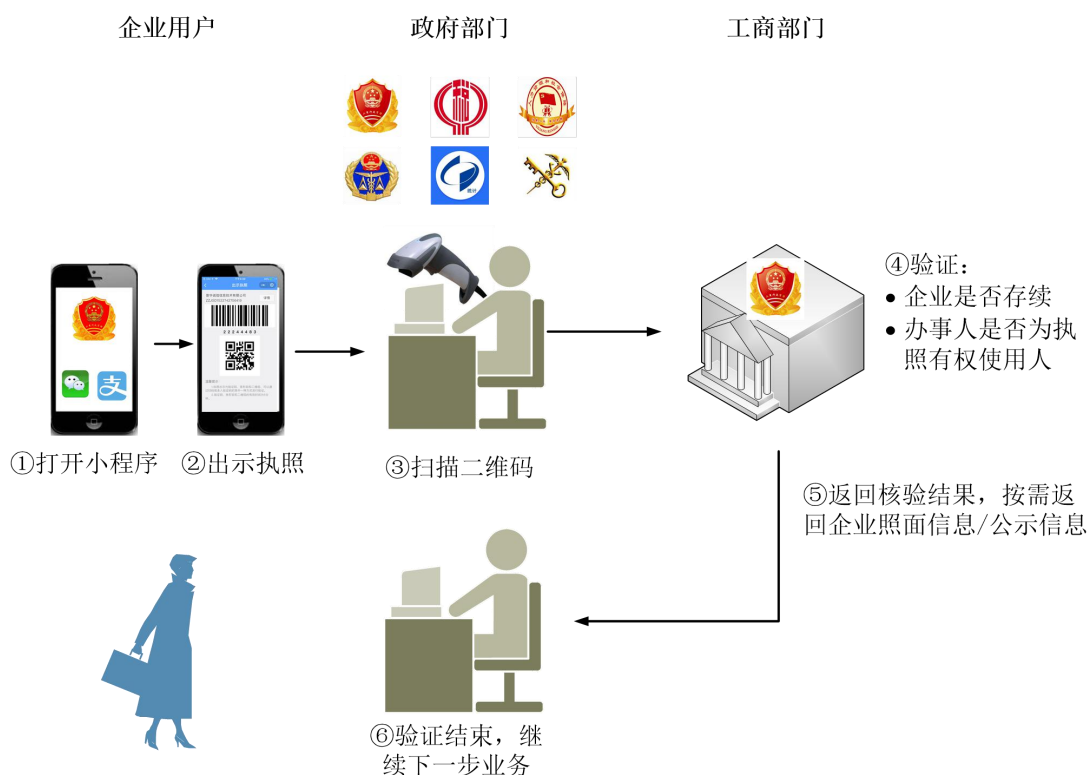 企业用户
政府部门
工商部门
税
22244493
支
④验证：
• 企业是否存续
• 办事人是否为执
照有权使用人
①打开小程序
②出示执照
③扫描二维码
⑤返回核验结果，按需返
回企业照面信息/公示信息
⑥验证结束，继
续下一步业务